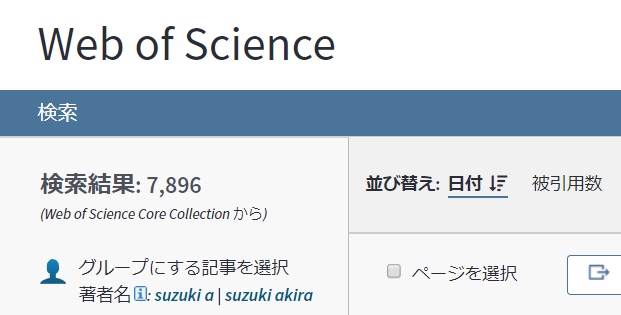 Web of Science
検索
検索結果: 7,896
(Web of Science Core Collection から)
グループにする記事を選択
著者名 i: suzuki a | suzuki akira
並び替え: 日付 被引用数
ページを選択